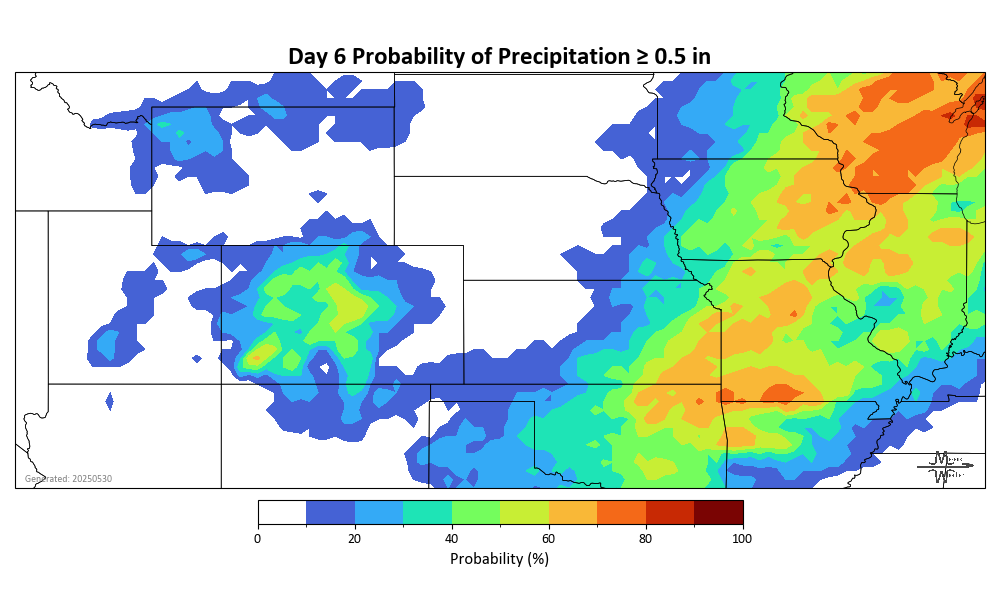 Day 6 Probability of Precipitation ≥ 0.5 in
Generated: 20250530
0 20 40 60 80 100
Probability (%)